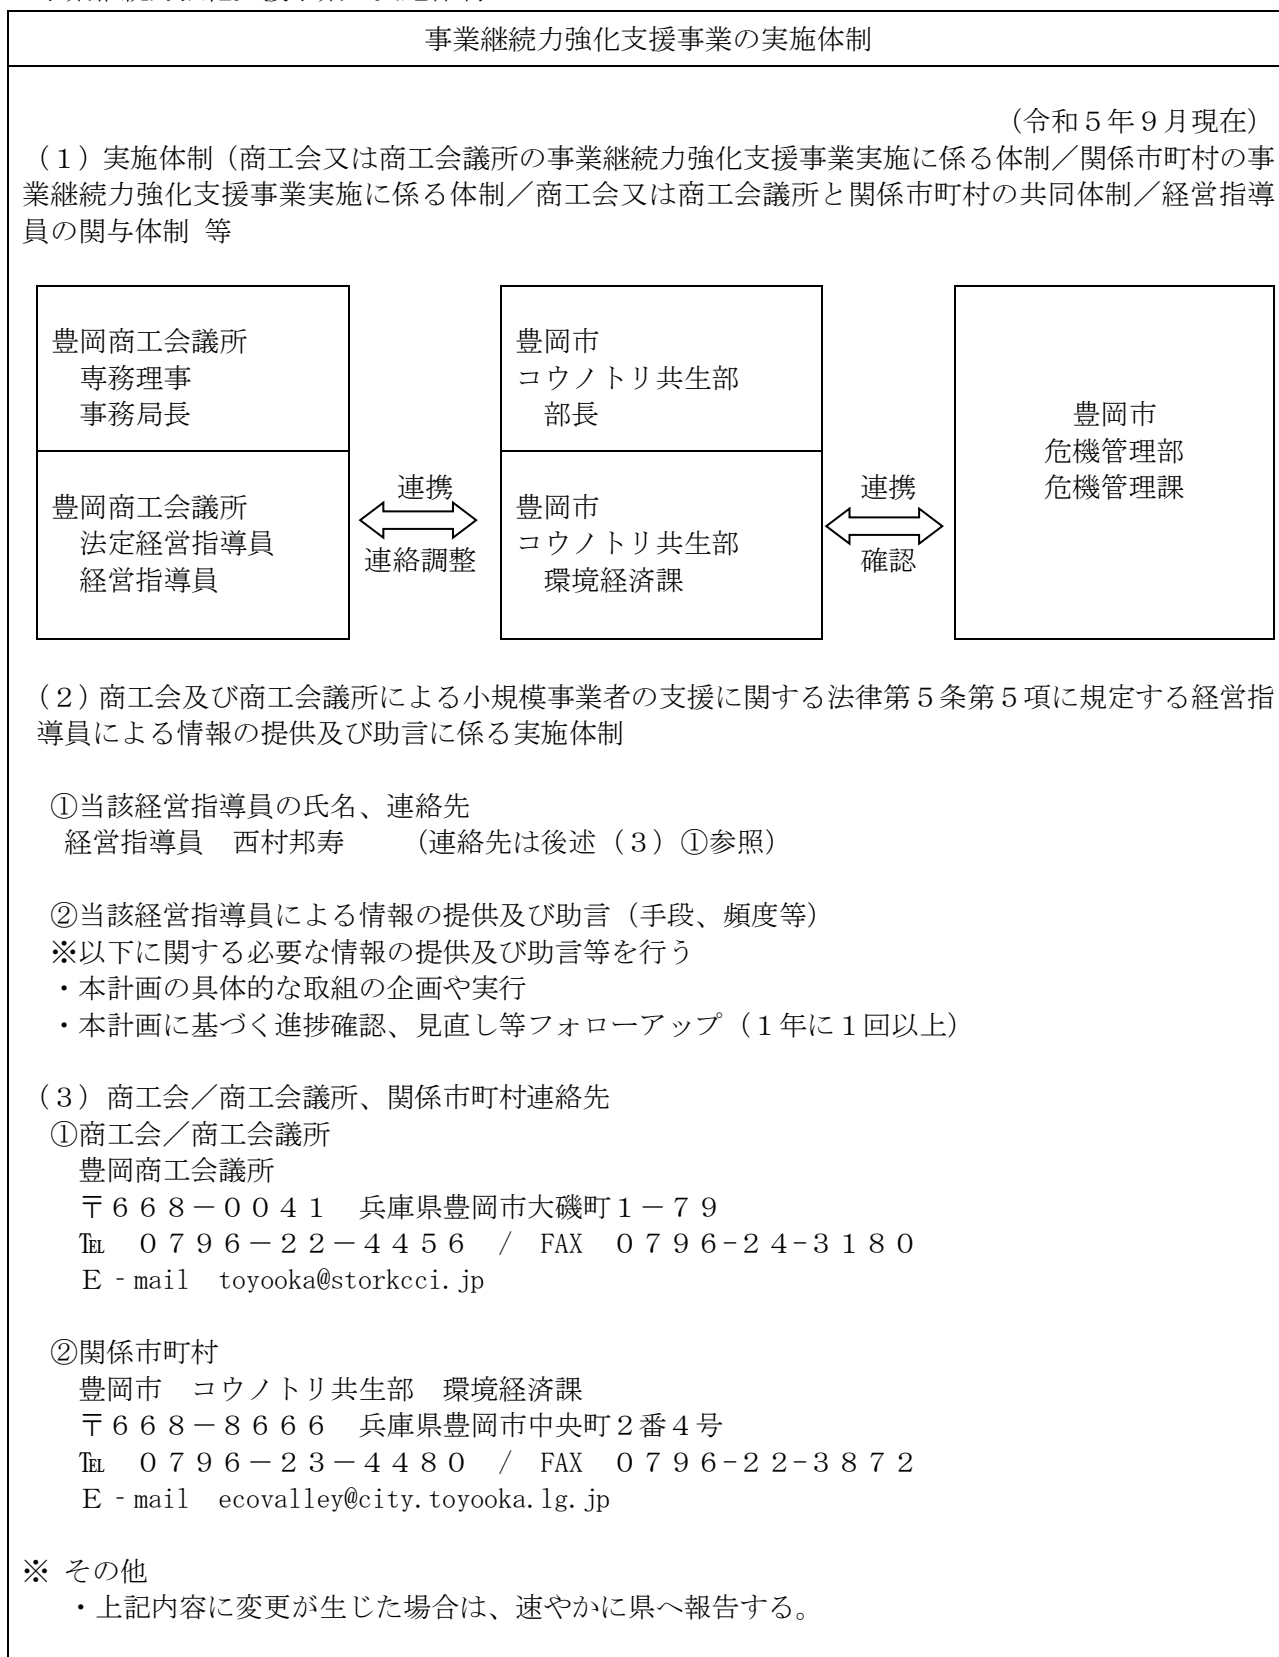 事業継続力強化支援事業の実施体制
（令和５年９月現在）
（１）実施体制（商工会又は商工会議所の事業継続力強化支援事業実施に係る体制／関係市町村の事
業継続力強化支援事業実施に係る体制／商工会又は商工会議所と関係市町村の共同体制／経営指導
員の関与体制 等
豊岡商工会議所
専務理事
事務局長
豊岡商工会議所
法定経営指導員
経営指導員
連携
連絡調整
豊岡市
コウノトリ共生部
部長
豊岡市
コウノトリ共生部
環境経済課
連携
確認
豊岡市
危機管理部
危機管理課
（２）商工会及び商工会議所による小規模事業者の支援に関する法律第５条第５項に規定する経営指
導員による情報の提供及び助言に係る実施体制
①当該経営指導員の氏名、連絡先
経営指導員　西村邦寿　　（連絡先は後述（３）①参照）
②当該経営指導員による情報の提供及び助言（手段、頻度等）
※以下に関する必要な情報の提供及び助言等を行う
・本計画の具体的な取組の企画や実行
・本計画に基づく進捗確認、見直し等フォローアップ（１年に１回以上）
（３）商工会／商工会議所、関係市町村連絡先
①商工会／商工会議所
豊岡商工会議所
〒６６８－００４１　兵庫県豊岡市大磯町１－７９
℡　０７９６－２２－４４５６　/　FAX　０７９６-２４-３１８０
Ｅ‐mail　toyooka@storkcci.jp
②関係市町村
豊岡市　コウノトリ共生部　環境経済課
〒６６８－８６６６　兵庫県豊岡市中央町２番４号
℡　０７９６－２３－４４８０　/　FAX　０７９６-２２-３８７２
Ｅ‐mail　ecovalley@city.toyooka.lg.jp
※ その他
・上記内容に変更が生じた場合は、速やかに県へ報告する。